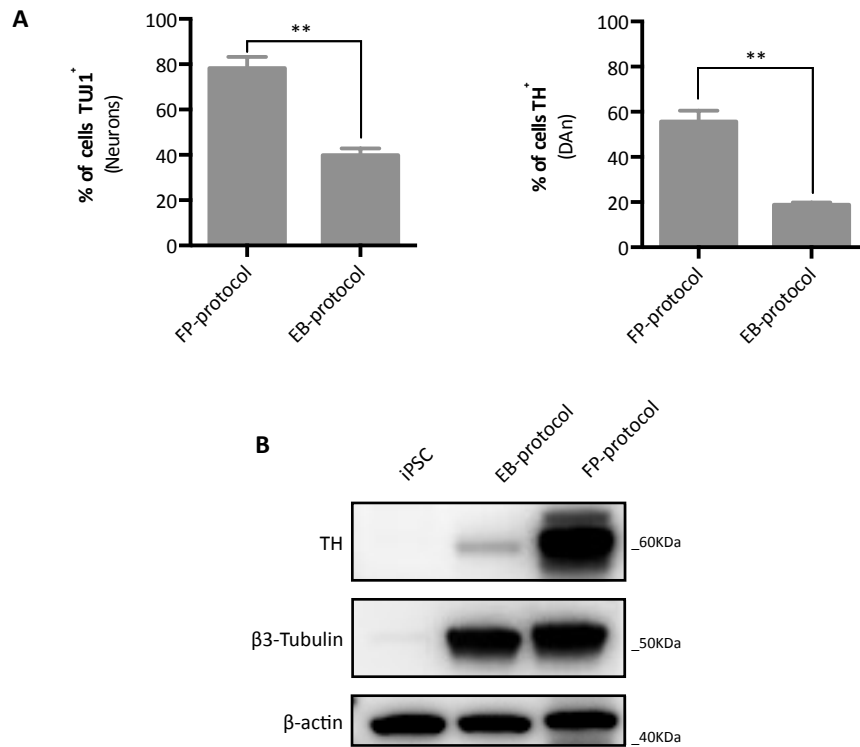 A
% of cells TUJ1+
(Neurons)
100
80
60
40
20
0
**
FP-protocol
EB-protocol
% of cells TH+
(DAn)
100
80
60
40
20
0
**
FP-protocol
EB-protocol
B
iPSC
EB-protocol
FP-protocol
TH
_60KDa
β3-Tubulin
_50KDa
β-actin
_40KDa